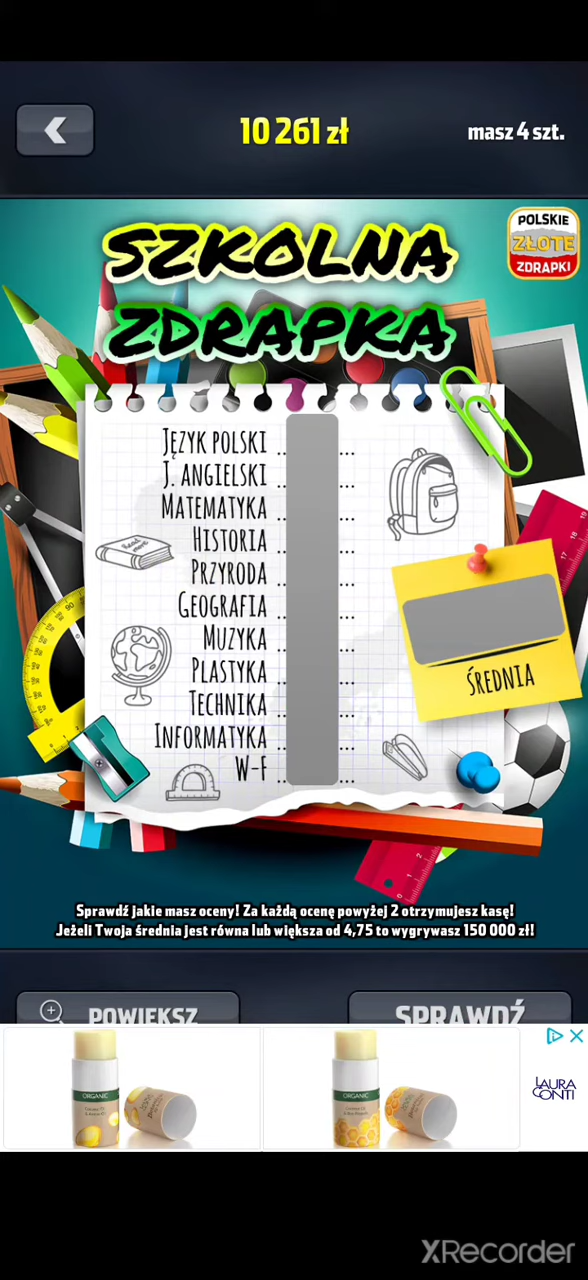 10 261 zł
masz 4 szt.
POLSKIE
ZŁOTE
ZDRAPKI
SZKOLNA
ZDRAPKA
JĘZYK POLSKI .. ...
J. ANGIELSKI .. ...
MATEMATYKA .. ...
HISTORIA .. ...
PRZYRODA .. ...
GEOGRAFIA .. ...
MUZYKA .. ...
PLASTYKA .. ...
TECHNIKA .. ...
INFORMATYKA .. ...
W-F .. ...
ŚREDNIA
Sprawdź jakie masz oceny! Za każdą ocenę powyżej 2 otrzymujesz kasę!
Jeżeli Twoja średnia jest równa lub większa od 4,75 to wygrywasz 150 000 zł!
POWIĘKSZ
SPRAWDŹ
ORGANIC
ORGANIC
LAURA
CONTI
XRecorder